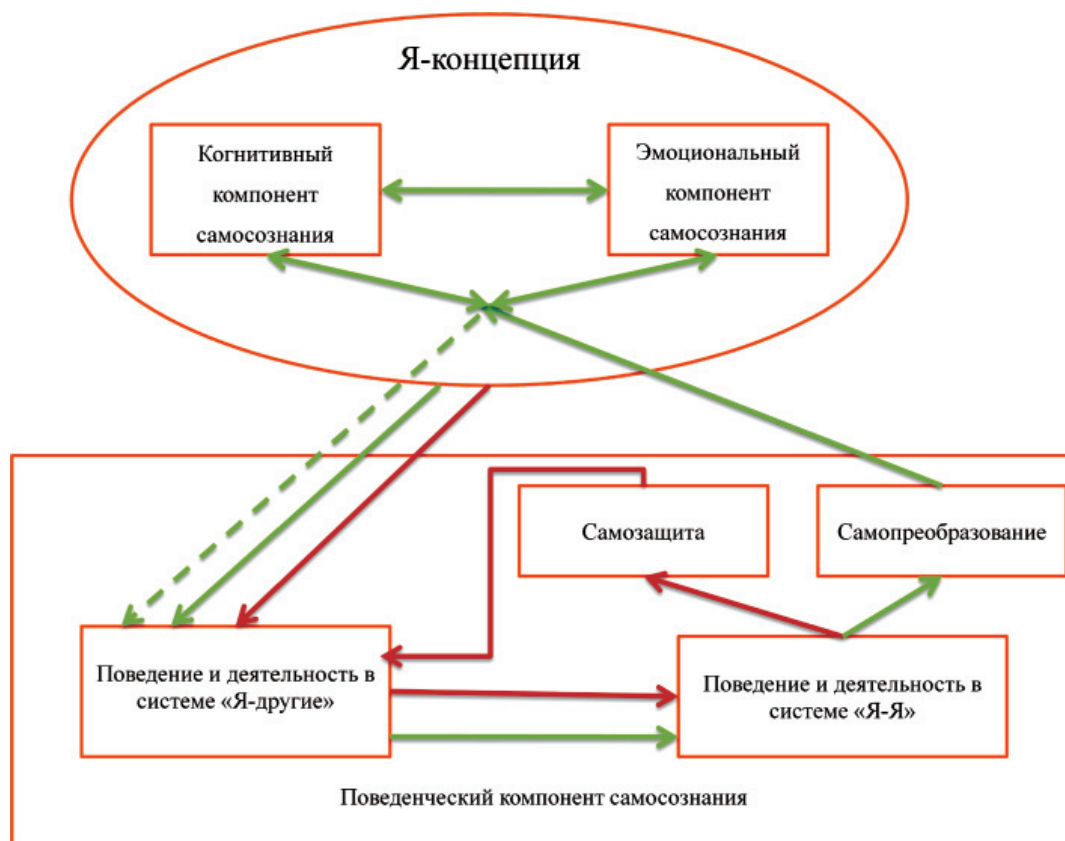 Я-концепция
Когнитивный
компонент
самосознания
Эмоциональный
компонент
самосознания
Самозащита
Самопреобразование
Поведение и деятельность в
системе «Я-другие»
Поведение и деятельность в
системе «Я-Я»
Поведенческий компонент самосознания